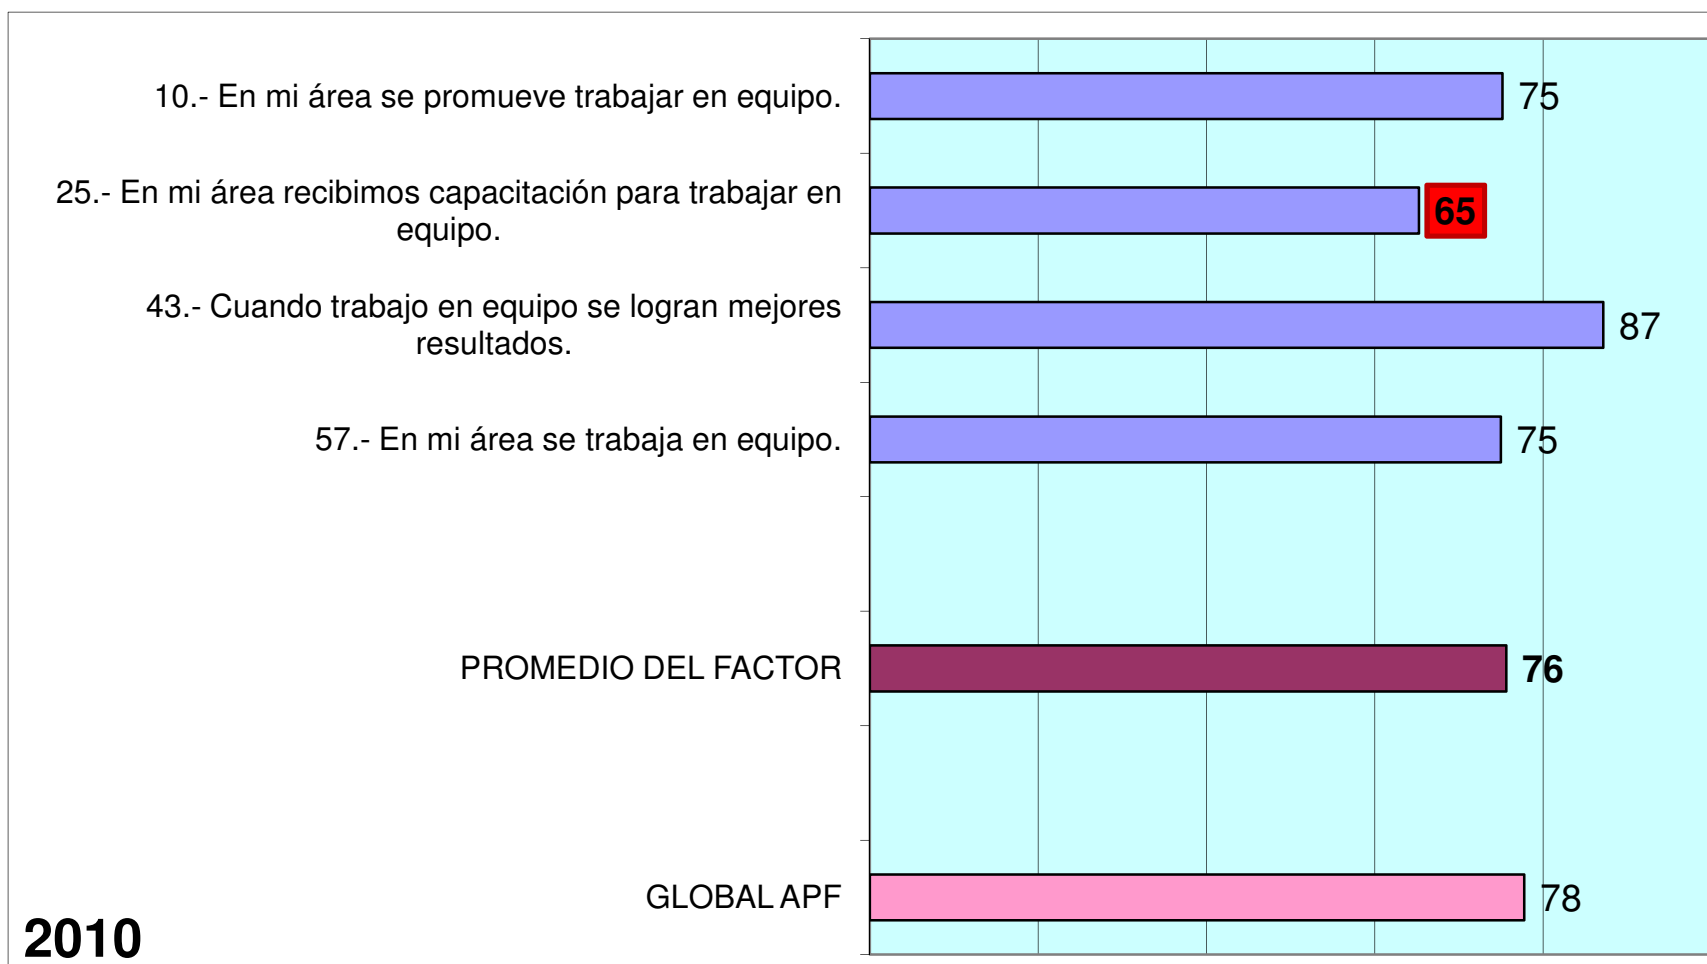 10.- En mi área se promueve trabajar en equipo.
75
25.- En mi área recibimos capacitación para trabajar en
equipo.
65
43.- Cuando trabajo en equipo se logran mejores
resultados.
87
57.- En mi área se trabaja en equipo.
75
PROMEDIO DEL FACTOR
76
GLOBAL APF
78
2010